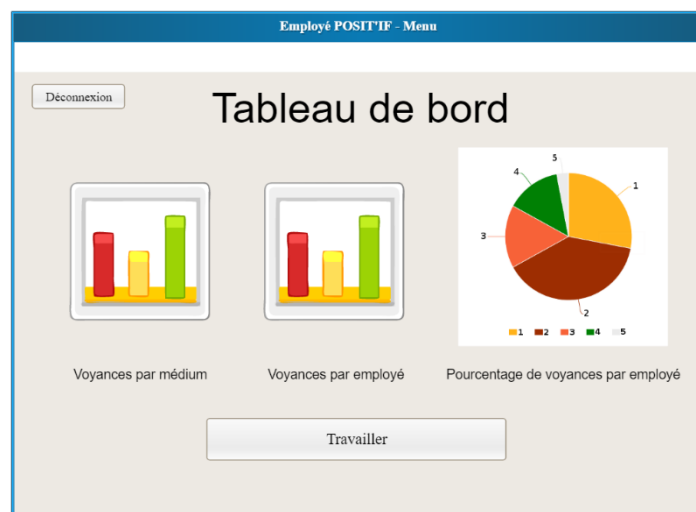 Employé POSIT'IF - Menu
Déconnexion
Tableau de bord
5
4
1
3
2
1 2 3 4 5
Voyances par médium
Voyances par employé
Pourcentage de voyances par employé
Travailler